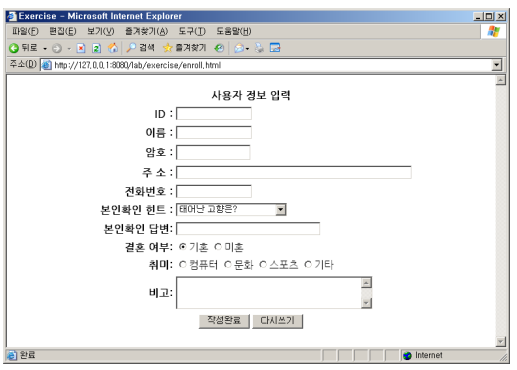 Exercise - Microsoft Internet Explorer
파일(F) 편집(E) 보기(V) 즐겨찾기(A) 도구(T) 도움말(H)
뒤로 검색 즐겨찾기
주소(D) http://127.0.0.1:8080/lab/exercise/enroll.html
사용자 정보 입력
ID :
이름 :
암호 :
주 소 :
전화번호 :
본인확인 힌트 : 태어난 고향은?
본인확인 답변:
결혼 여부: 기혼 미혼
취미: 컴퓨터 문화 스포츠 기타
비고:
작성완료 다시쓰기
완료 Internet